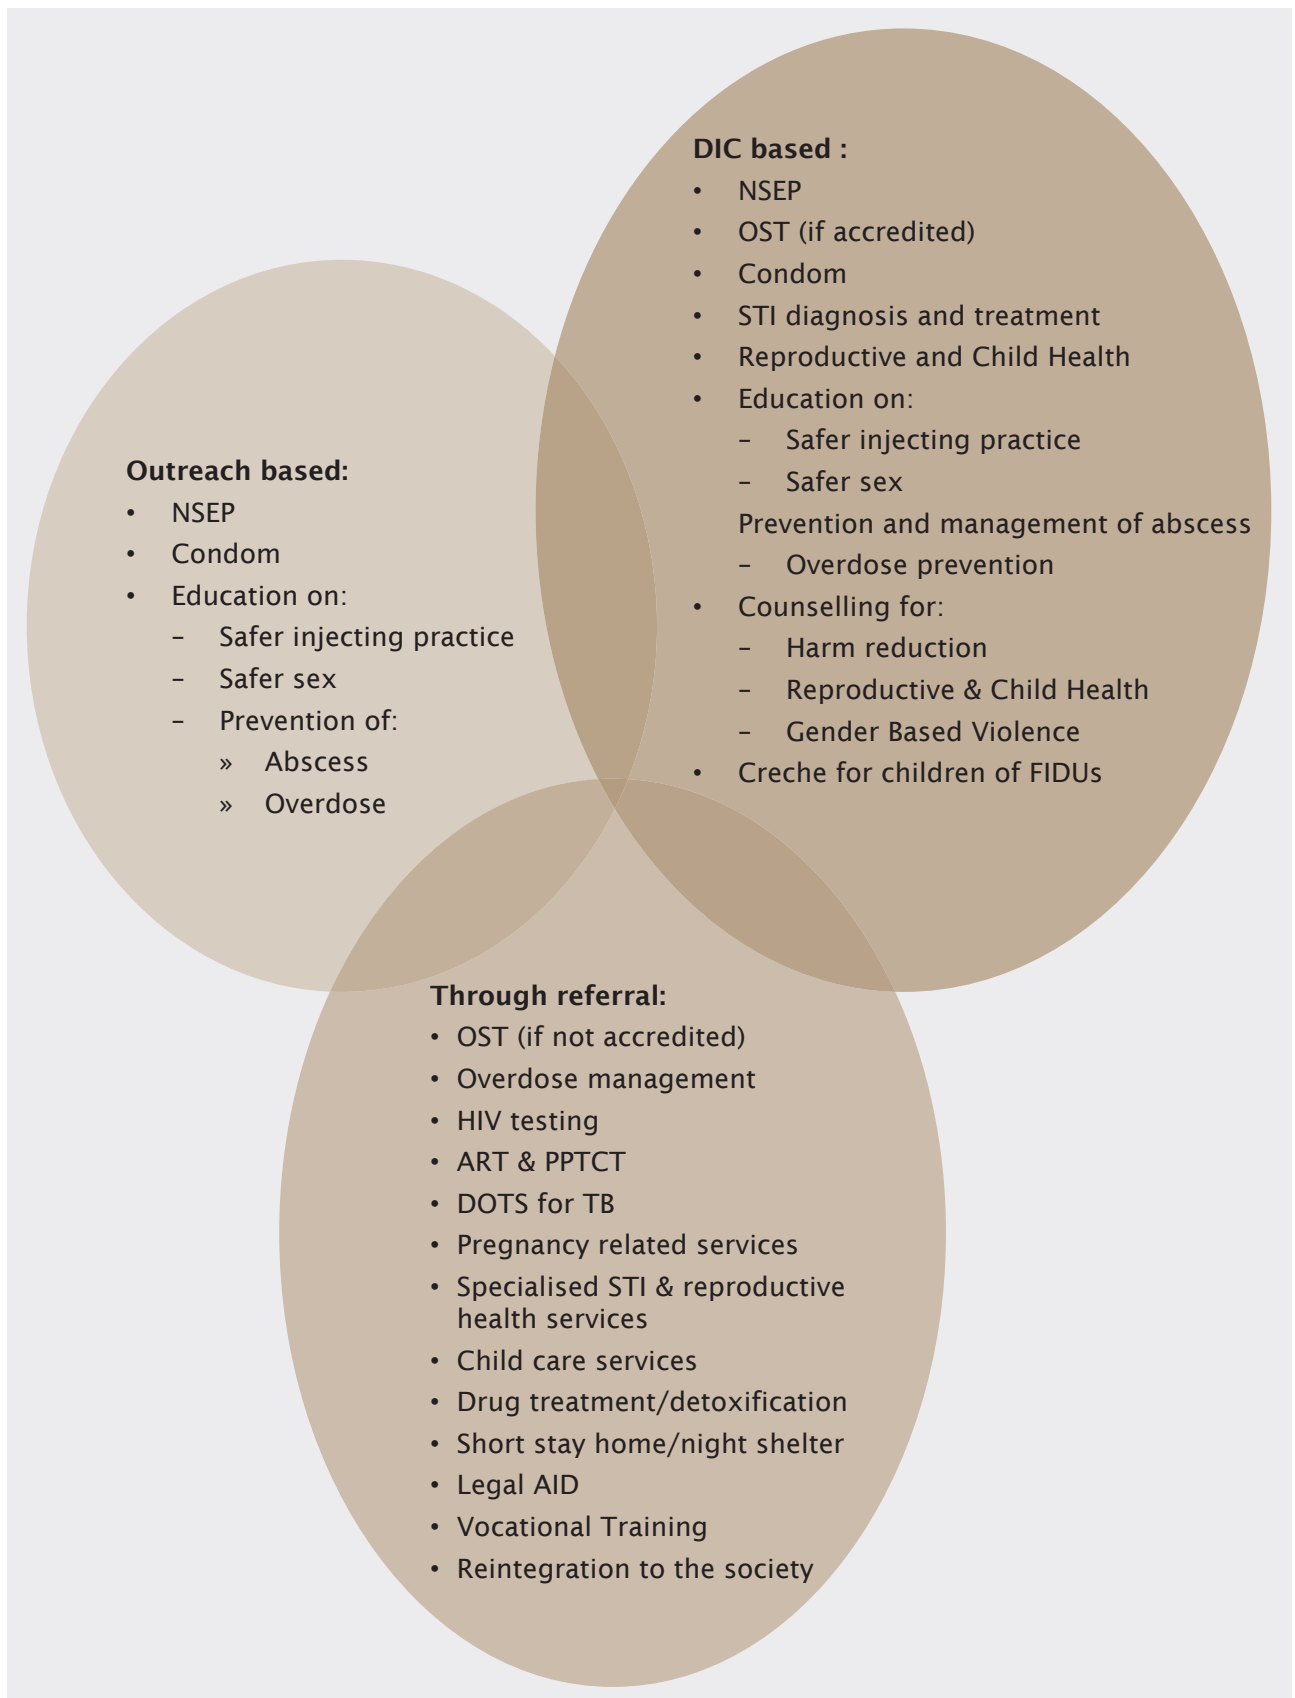 DIC based :
• NSEP
• OST (if accredited)
• Condom
• STI diagnosis and treatment
• Reproductive and Child Health
• Education on:
– Safer injecting practice
– Safer sex
Prevention and management of abscess
– Overdose prevention
• Counselling for:
– Harm reduction
– Reproductive & Child Health
– Gender Based Violence
• Creche for children of FIDUs
Outreach based:
• NSEP
• Condom
• Education on:
– Safer injecting practice
– Safer sex
– Prevention of:
» Abscess
» Overdose
Through referral:
• OST (if not accredited)
• Overdose management
• HIV testing
• ART & PPTCT
• DOTS for TB
• Pregnancy related services
• Specialised STI & reproductive
health services
• Child care services
• Drug treatment/detoxification
• Short stay home/night shelter
• Legal AID
• Vocational Training
• Reintegration to the society